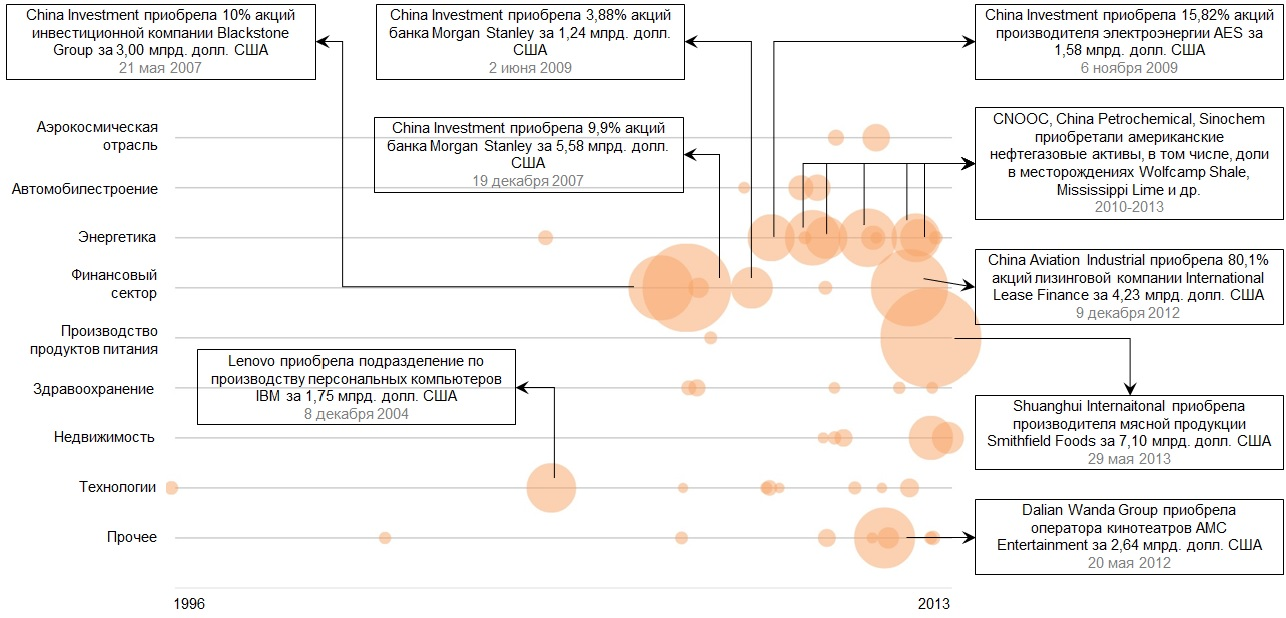 China Investment приобрела 10% акций
инвестиционной компании Blackstone
Group за 3,00 млрд. долл. США
21 мая 2007
China Investment приобрела 3,88% акций
банка Morgan Stanley за 1,24 млрд. долл.
США
2 июня 2009
China Investment приобрела 15,82% акций
производителя электроэнергии AES за
1,58 млрд. долл. США
6 ноября 2009
China Investment приобрела 9,9% акций
банка Morgan Stanley за 5,58 млрд. долл.
США
19 декабря 2007
CNOOC, China Petrochemical, Sinochem
приобретали американские
нефтегазовые активы, в том числе, доли
в месторождениях Wolfcamp Shale,
Mississippi Lime и др.
2010-2013
Аэрокосмическая
отрасль
Автомобилестроение
Энергетика
Финансовый
сектор
China Aviation Industrial приобрела 80,1%
акций лизинговой компании International
Lease Finance за 4,23 млрд. долл. США
9 декабря 2012
Производство
продуктов питания
Lenovo приобрела подразделение по
производству персональных компьютеров
IBM за 1,75 млрд. долл. США
8 декабря 2004
Здравоохранение
Shuanghui Internaitonal приобрела
производителя мясной продукции
Smithfield Foods за 7,10 млрд. долл. США
29 мая 2013
Недвижимость
Технологии
Прочее
Dalian Wanda Group приобрела
оператора кинотеатров AMC
Entertainment за 2,64 млрд. долл. США
20 мая 2012
1996
2013